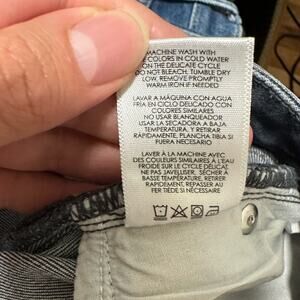 MACHINE WASH WITH
COLORS IN COLD WATER
ON THE DELICATE CYCLE
DO NOT BLEACH. TUMBLE DRY
LOW, REMOVE PROMPTLY
WARM IRON IF NEEDED
LAVAR A MÁQUINA CON AGUA
FRÍA EN CICLO DELICADO CON
COLORES SIMILARES
NO USAR BLANQUEADOR
USAR LA SECADORA A BAJA
TEMPERATURA, Y RETIRAR
RÁPIDAMENTE, PLANCHA TIBIA SI
FUERA NECESARIO
LAVER À LA MACHINE AVEC
DES COULEURS SIMILAIRES À L'EAU
FROIDE SUR LE CYCLE DÉLICAT
NE PAS JAVELLISER. SÉCHER À
BASSE TEMPÉRATURE, RETIRER
RAPIDEMENT, REPASSER AU
FER TIÈDE SI NÉCESSAIRE